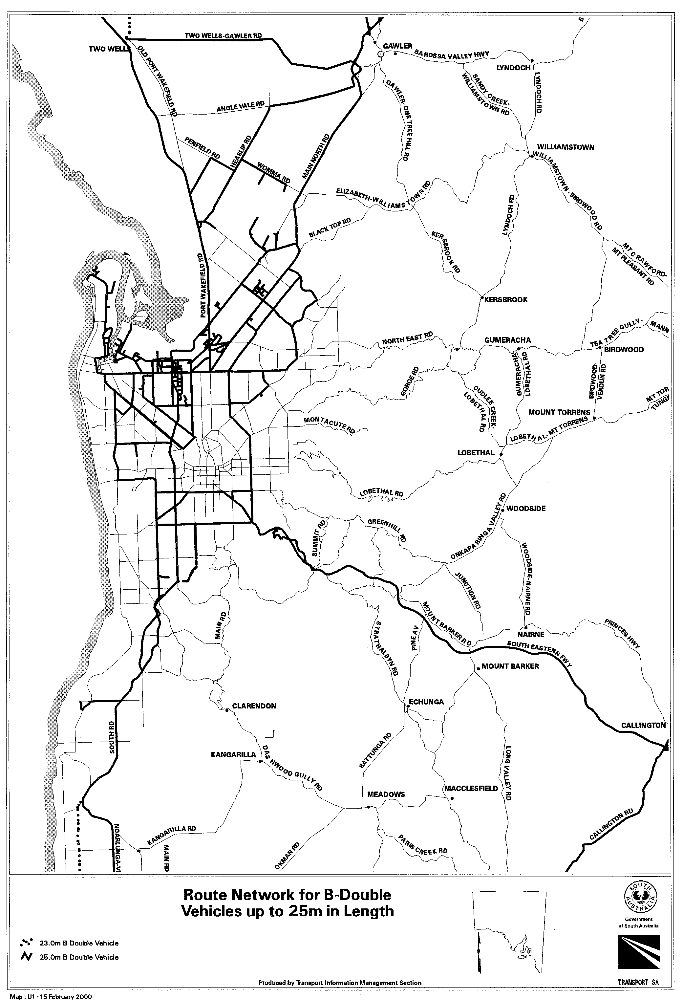 B
TWO WELLS-GAWLER RD
TWO WELLS
GAWLER
BAROSSA VALLEY HWY
LYNDOCH
OLD PORT WAKEFIELD RD
SANDY CREEK-
WILLIAMSTOWN RD
LYNDOCH RD
GAWLER-ONE TREE HILL RD
ANGLE VALE RD
PENFIELD RD
HEASLIP RD
MAIN NORTH RD
WOMMA RD
WILLIAMSTOWN
WILLIAMSTOWN-BIRDWOOD RD
ELIZABETH-WILLIAMSTOWN RD
LYNDOCH RD
BLACK TOP RD
KERSBROOK RD
MT CRAWFORD-
MT PLEASANT RD
PORT WAKEFIELD RD
KERSBROOK
NORTH EAST RD
GUMERACHA
TEA TREE GULLY-
MANN
BIRDWOOD
GORGE RD
GUMERACHA-
LOBETHAL RD
BIRDWOOD-
VERDUN RD
CUDLEE CREEK-
LOBETHAL RD
MT TOR
TUNGK
MOUNT TORRENS
MONTACUTE RD
LOBETHAL-MT TORRENS
LOBETHAL
LOBETHAL RD
WOODSIDE
ONKAPARINGA VALLEY RD
SUMMIT RD
GREENHILL RD
WOODSIDE-NAIRNE RD
JUNCTION RD
MAIN RD
STRATHALBYN RD
PINE AV
MOUNT BARKER RD
PRINCES HWY
NAIRNE
SOUTH EASTERN FWY
MOUNT BARKER
CLARENDON
ECHUNGA
CALLINGTON
SOUTH RD
KANGARILLA
DASHWOOD GULLY RD
BATTUNGA RD
LONG VALLEY RD
MACCLESFIELD
MEADOWS
CALLINGTON RD
NOARLUNGA-VI
KANGARILLA RD
MAIN RD
OKMAN RD
PARIS CREEK RD
Route Network for B-Double
Vehicles up to 25m in Length
23.0m B Double Vehicle
25.0m B Double Vehicle
N
SOUTH
AUSTRALIA
Government
of South Australia
TRANSPORT SA
Produced by Transport Information Management Section
Map : U1 - 15 February 2000